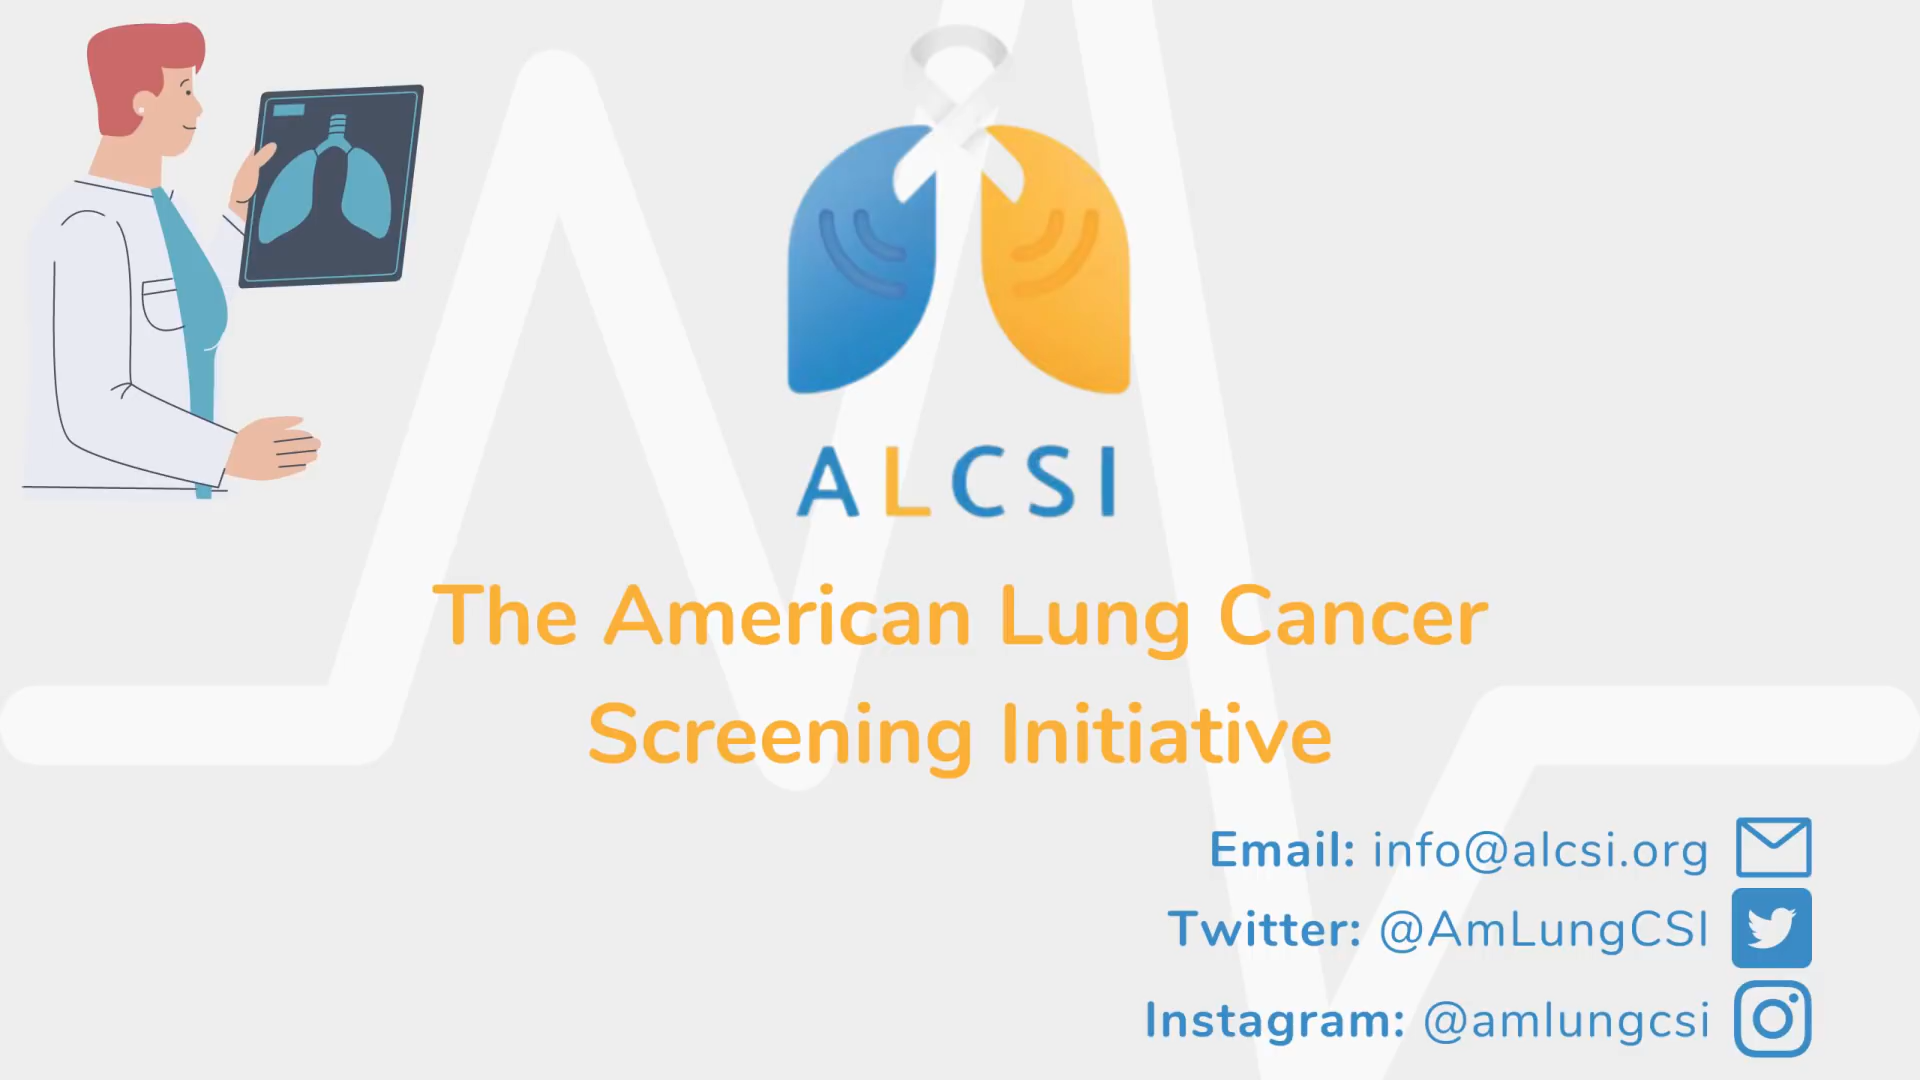 ALCSI
The American Lung Cancer
Screening Initiative
Email: info@alcsi.org
Twitter: @AmLungCSI
Instagram: @amlungcsi